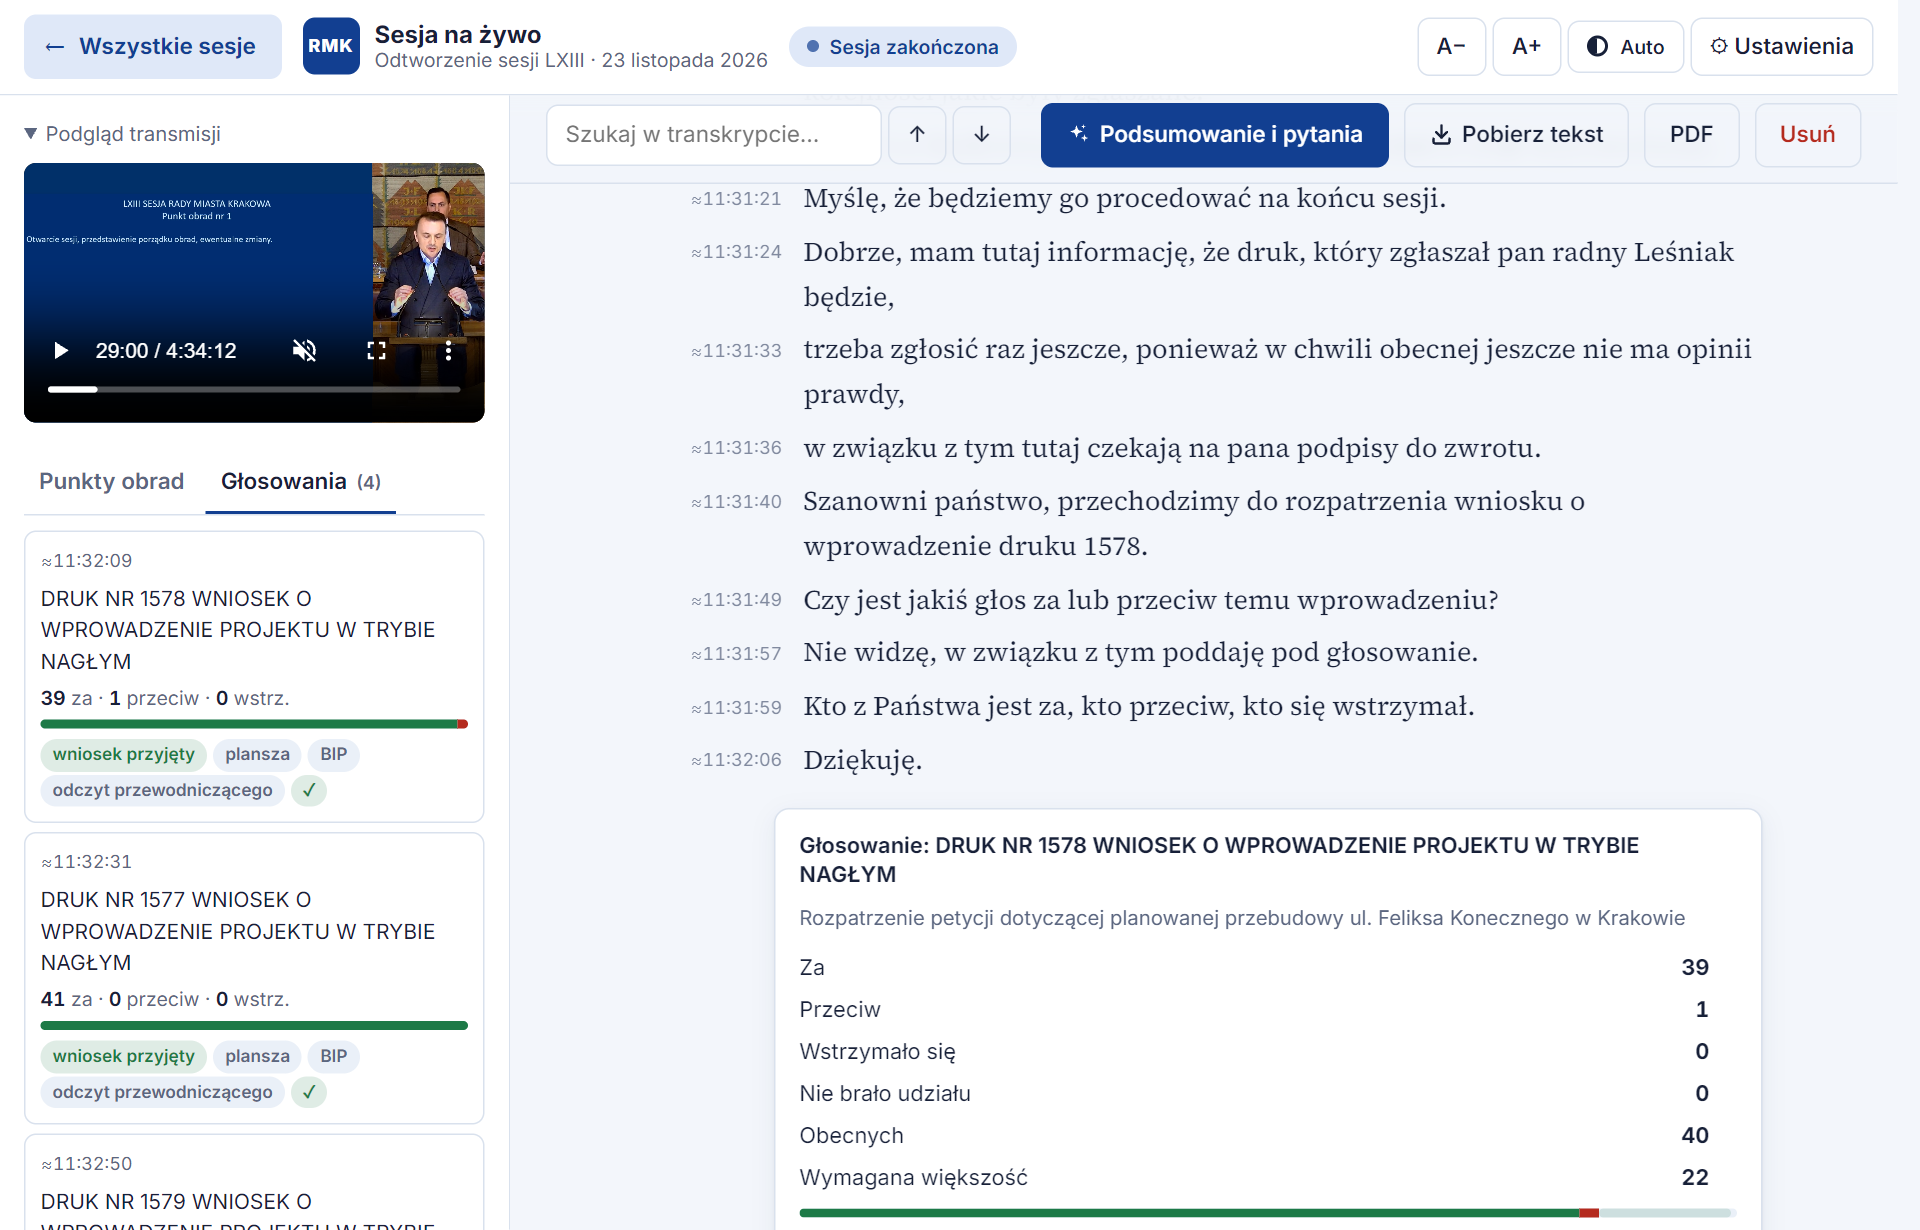 ← Wszystkie sesje
RMK
Sesja na żywo
Odtworzenie sesji LXIII · 23 listopada 2026
Sesja zakończona
A−
A+
Auto
Ustawienia
▼ Podgląd transmisji
LXIII SESJA RADY MIASTA KRAKOWA
Punkt obrad nr 1
Otwarcie sesji, przedstawienie porządku obrad, ewentualne zmiany.
29:00 / 4:34:12
Punkty obrad
Głosowania (4)
≈11:32:09
DRUK NR 1578 WNIOSEK O
WPROWADZENIE PROJEKTU W TRYBIE
NAGŁYM
39 za · 1 przeciw · 0 wstrz.
wniosek przyjęty
plansza
BIP
odczyt przewodniczącego
✓
≈11:32:31
DRUK NR 1577 WNIOSEK O
WPROWADZENIE PROJEKTU W TRYBIE
NAGŁYM
41 za · 0 przeciw · 0 wstrz.
wniosek przyjęty
plansza
BIP
odczyt przewodniczącego
✓
≈11:32:50
DRUK NR 1579 WNIOSEK O
WPROWADZENIE PROJEKTU W TRYBIE
Szukaj w transkrypcie...
↑
↓
Podsumowanie i pytania
Pobierz tekst
PDF
Usuń
≈11:31:21 Myślę, że będziemy go procedować na końcu sesji.
≈11:31:24 Dobrze, mam tutaj informację, że druk, który zgłaszał pan radny Leśniak
będzie,
≈11:31:33 trzeba zgłosić raz jeszcze, ponieważ w chwili obecnej jeszcze nie ma opinii
prawdy,
≈11:31:36 w związku z tym tutaj czekają na pana podpisy do zwrotu.
≈11:31:40 Szanowni państwo, przechodzimy do rozpatrzenia wniosku o
wprowadzenie druku 1578.
≈11:31:49 Czy jest jakiś głos za lub przeciw temu wprowadzeniu?
≈11:31:57 Nie widzę, w związku z tym poddaję pod głosowanie.
≈11:31:59 Kto z Państwa jest za, kto przeciw, kto się wstrzymał.
≈11:32:06 Dziękuję.
Głosowanie: DRUK NR 1578 WNIOSEK O WPROWADZENIE PROJEKTU W TRYBIE
NAGŁYM
Rozpatrzenie petycji dotyczącej planowanej przebudowy ul. Feliksa Konecznego w Krakowie
Za 39
Przeciw 1
Wstrzymało się 0
Nie brało udziału 0
Obecnych 40
Wymagana większość 22